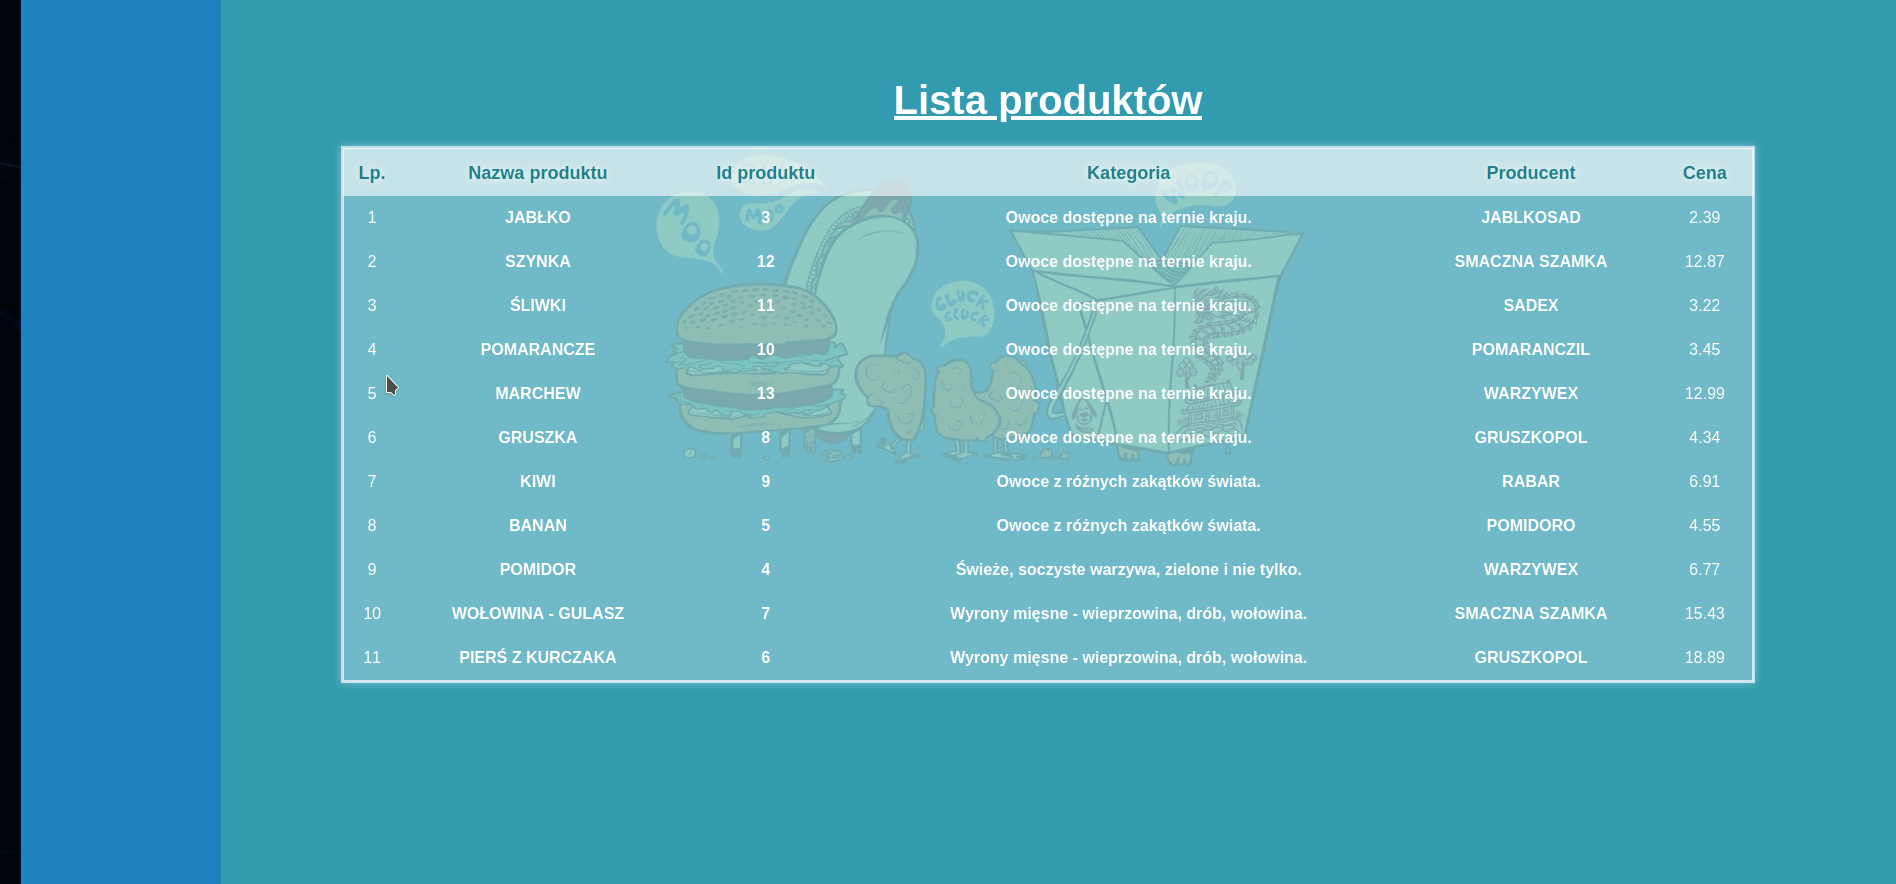 Lista produktów
Lp. Nazwa produktu Id produktu Kategoria Producent Cena
1 JABŁKO 3 Owoce dostępne na ternie kraju. JABLKOSAD 2.39
2 SZYNKA 12 Owoce dostępne na ternie kraju. SMACZNA SZAMKA 12.87
3 ŚLIWKI 11 Owoce dostępne na ternie kraju. SADEX 3.22
4 POMARANCZE 10 Owoce dostępne na ternie kraju. POMARANCZIL 3.45
5 MARCHEW 13 Owoce dostępne na ternie kraju. WARZYWEX 12.99
6 GRUSZKA 8 Owoce dostępne na ternie kraju. GRUSZKOPOL 4.34
7 KIWI 9 Owoce z różnych zakątków świata. RABAR 6.91
8 BANAN 5 Owoce z różnych zakątków świata. POMIDORO 4.55
9 POMIDOR 4 Świeże, soczyste warzywa, zielone i nie tylko. WARZYWEX 6.77
10 WOŁOWINA - GULASZ 7 Wyrony mięsne - wieprzowina, drób, wołowina. SMACZNA SZAMKA 15.43
11 PIERŚ Z KURCZAKA 6 Wyrony mięsne - wieprzowina, drób, wołowina. GRUSZKOPOL 18.89
MOO
MOO
WOOF
CLUCK
CLUCK